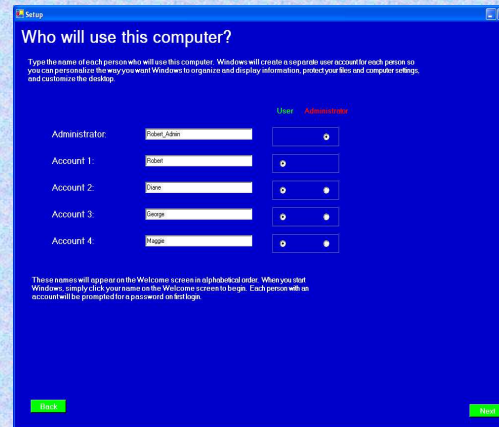 Setup
Who will use this computer?
Type the name of each person who will use this computer. Windows will create a separate user account for each person so
you can personalize the way you want Windows to organize and display information, protect your files and computer settings,
and customize the desktop.
User Administrator
Administrator: Robert_Admin
Account 1: Robert
Account 2: Diane
Account 3: George
Account 4: Maggie
These names will appear on the Welcome screen in alphabetical order. When you start
Windows, simply click your name on the Welcome screen to begin. Each person with an
account will be prompted for a password on first login.
Back
Next